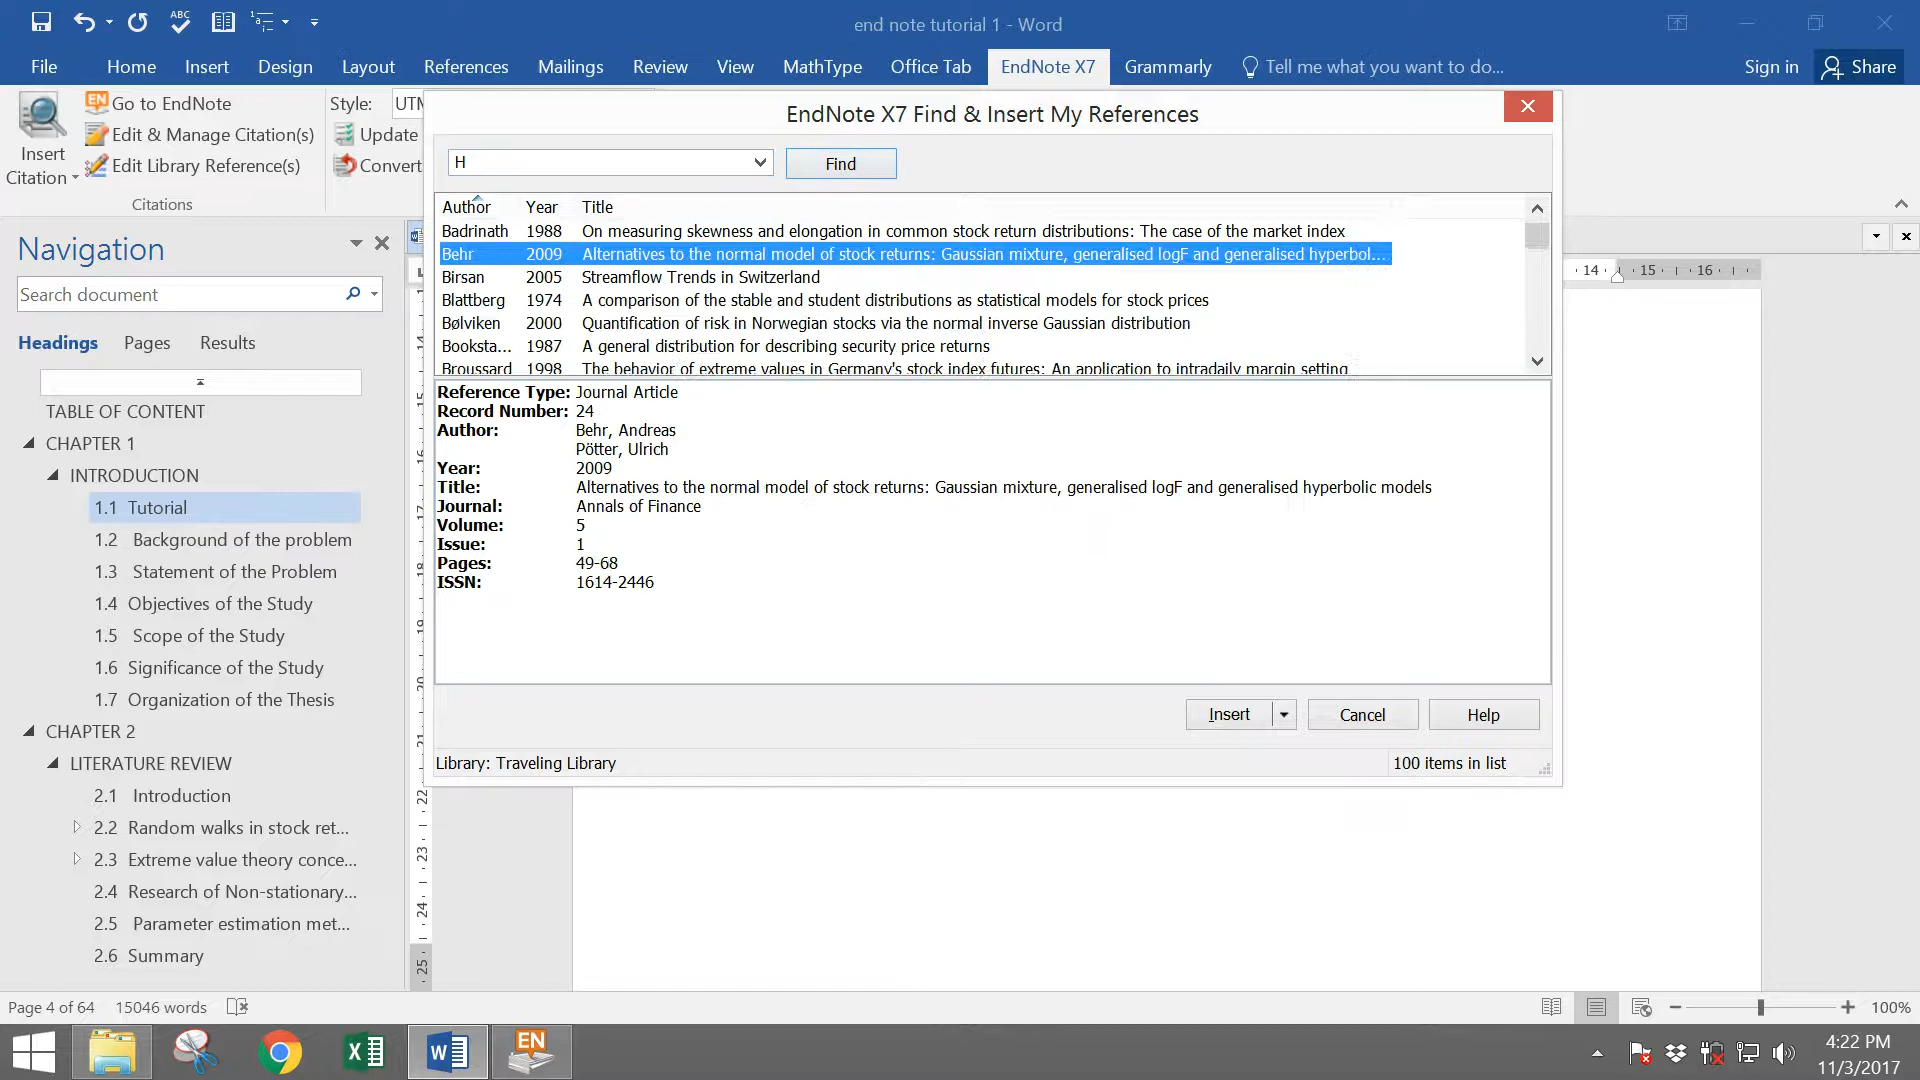 ABC
end note tutorial 1 - Word
File Home Insert Design Layout References Mailings Review View MathType Office Tab EndNote X7 Grammarly Tell me what you want to do... Sign in Share
Insert Citation
Go to EndNote
Edit & Manage Citation(s)
Edit Library Reference(s)
Citations
Style: UTM
Update
Convert
EndNote X7 Find & Insert My References
H Find
Author Year Title
Badrinath 1988 On measuring skewness and elongation in common stock return distributions: The case of the market index
Behr 2009 Alternatives to the normal model of stock returns: Gaussian mixture, generalised logF and generalised hyperbol...
Birsan 2005 Streamflow Trends in Switzerland
Blattberg 1974 A comparison of the stable and student distributions as statistical models for stock prices
Bølviken 2000 Quantification of risk in Norwegian stocks via the normal inverse Gaussian distribution
Booksta... 1987 A general distribution for describing security price returns
Broussard 1998 The behavior of extreme values in Germany's stock index futures: An application to intradaily margin setting
Reference Type: Journal Article
Record Number: 24
Author: Behr, Andreas
Pötter, Ulrich
Year: 2009
Title: Alternatives to the normal model of stock returns: Gaussian mixture, generalised logF and generalised hyperbolic models
Journal: Annals of Finance
Volume: 5
Issue: 1
Pages: 49-68
ISSN: 1614-2446
Insert Cancel Help
Library: Traveling Library 100 items in list
Navigation
Search document
Headings Pages Results
TABLE OF CONTENT
CHAPTER 1
INTRODUCTION
1.1 Tutorial
1.2 Background of the problem
1.3 Statement of the Problem
1.4 Objectives of the Study
1.5 Scope of the Study
1.6 Significance of the Study
1.7 Organization of the Thesis
CHAPTER 2
LITERATURE REVIEW
2.1 Introduction
2.2 Random walks in stock ret...
2.3 Extreme value theory conce...
2.4 Research of Non-stationary...
2.5 Parameter estimation met...
2.6 Summary
14 15 16
22
23
24
25
Page 4 of 64 15046 words 100%
EN
4:22 PM
11/3/2017